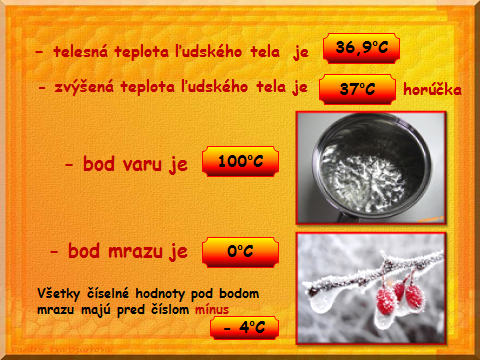 - telesná teplota ľudského tela je 36,9°C
- zvýšená teplota ľudského tela je 37°C horúčka
- bod varu je 100°C
- bod mrazu je 0°C
Všetky číselné hodnoty pod bodom
mrazu majú pred číslom mínus
- 4°C